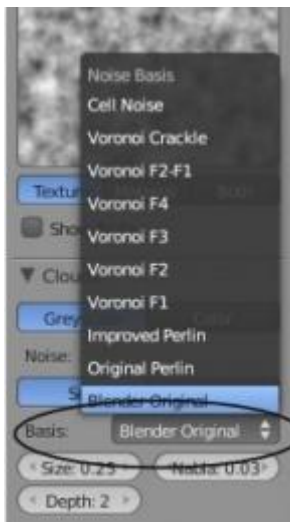 Noise Basis
Cell Noise
Voronoi Crackle
Voronoi F2-F1
Voronoi F4
Voronoi F3
Voronoi F2
Voronoi F1
Improved Perlin
Original Perlin
Blender Original
Textu
Sho
Clou
Grey
Noise:
S
Basis: Blender Original
Size: 0.25 Nabla: 0.03
Depth: 2